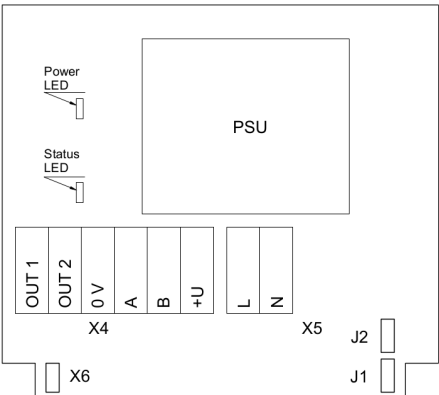 Power
LED
PSU
Status
LED
OUT 1
OUT 2
0 V
A
B
+U
L
N
X4
X5
J2
X6
J1